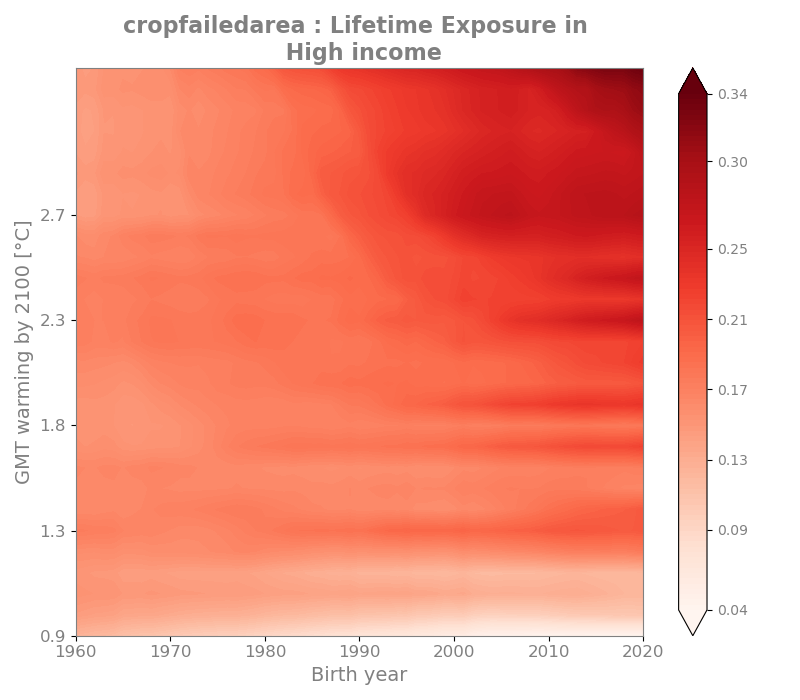 cropfailedarea : Lifetime Exposure in
High income
GMT warming by 2100 [°C]
2.7
2.3
1.8
1.3
0.9
1960 1970 1980 1990 2000 2010 2020
Birth year
0.34
0.30
0.25
0.21
0.17
0.13
0.09
0.04